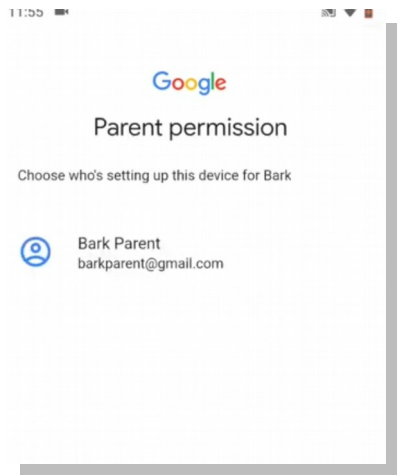 11:55
Google
Parent permission
Choose who's setting up this device for Bark
Bark Parent
barkparent@gmail.com